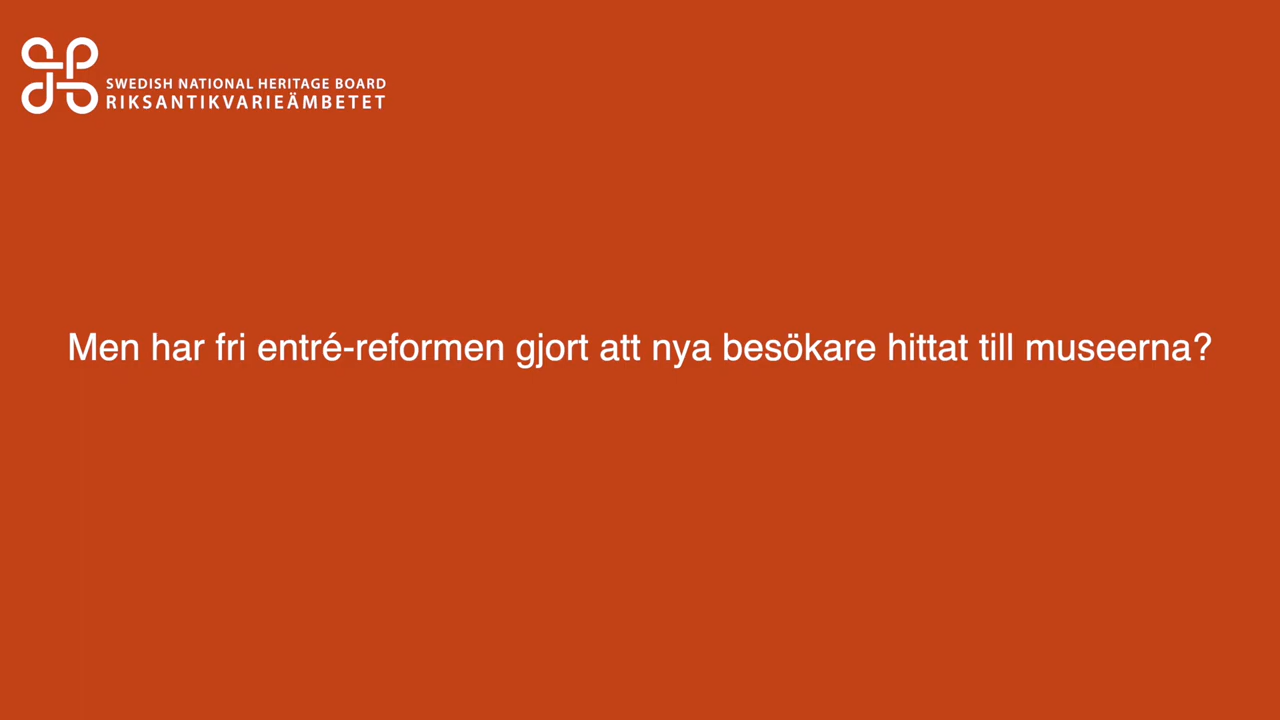 SWEDISH NATIONAL HERITAGE BOARD
RIKSANTIKVARIEÄMBETET
Men har fri entré-reformen gjort att nya besökare hittat till museerna?